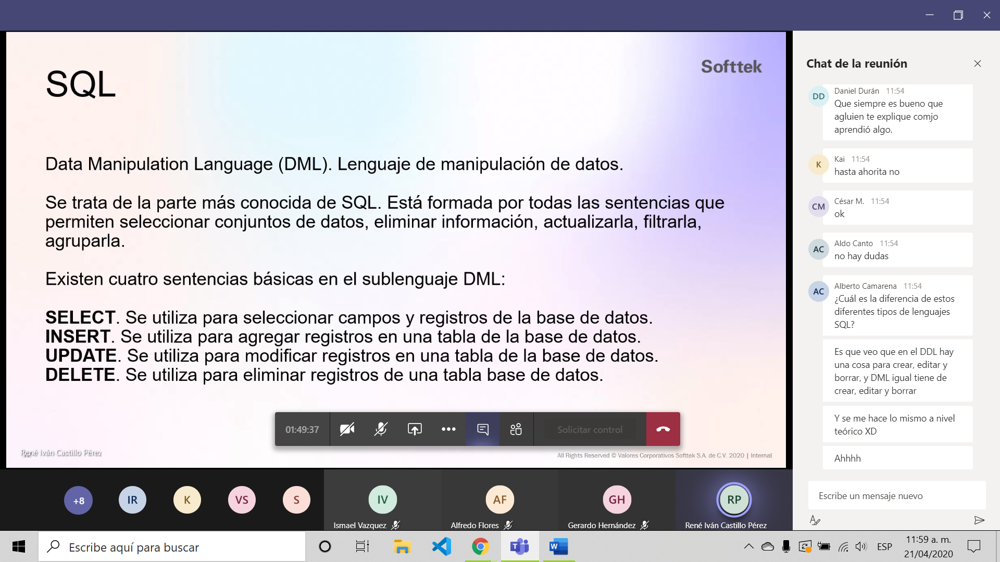 SQL
Softtek
Data Manipulation Language (DML). Lenguaje de manipulación de datos.
Se trata de la parte más conocida de SQL. Está formada por todas las sentencias que
permiten seleccionar conjuntos de datos, eliminar información, actualizarla, filtrarla,
agruparla.
Existen cuatro sentencias básicas en el sublenguaje DML:
SELECT. Se utiliza para seleccionar campos y registros de la base de datos.
INSERT. Se utiliza para agregar registros en una tabla de la base de datos.
UPDATE. Se utiliza para modificar registros en una tabla de la base de datos.
DELETE. Se utiliza para eliminar registros de una tabla base de datos.
01:49:37
Solicitar control
René Iván Castillo Pérez
All Rights Reserved © Valores Corporativos Softtek S.A. de C.V. 2020 | Internal
+8
IR
K
VS
S
IV
Ismael Vazquez
AF
Alfredo Flores
GH
Gerardo Hernández
RP
René Iván Castillo Pérez
Chat de la reunión
DD
Daniel Durán 11:54
Que siempre es bueno que
agluien te explique comjo
aprendió algo.
K
Kai 11:54
hasta ahorita no
CM
César M. 11:54
ok
AC
Aldo Canto 11:54
no hay dudas
AC
Alberto Camarena 11:54
¿Cuál es la diferencia de estos
diferentes tipos de lenguajes
SQL?
Es que veo que en el DDL hay
una cosa para crear, editar y
borrar, y DML igual tiene de
crear, editar y borrar
Y se me hace lo mismo a nivel
teórico XD
Ahhhh
Escribe un mensaje nuevo
Escribe aquí para buscar
ESP
11:59 a. m.
21/04/2020